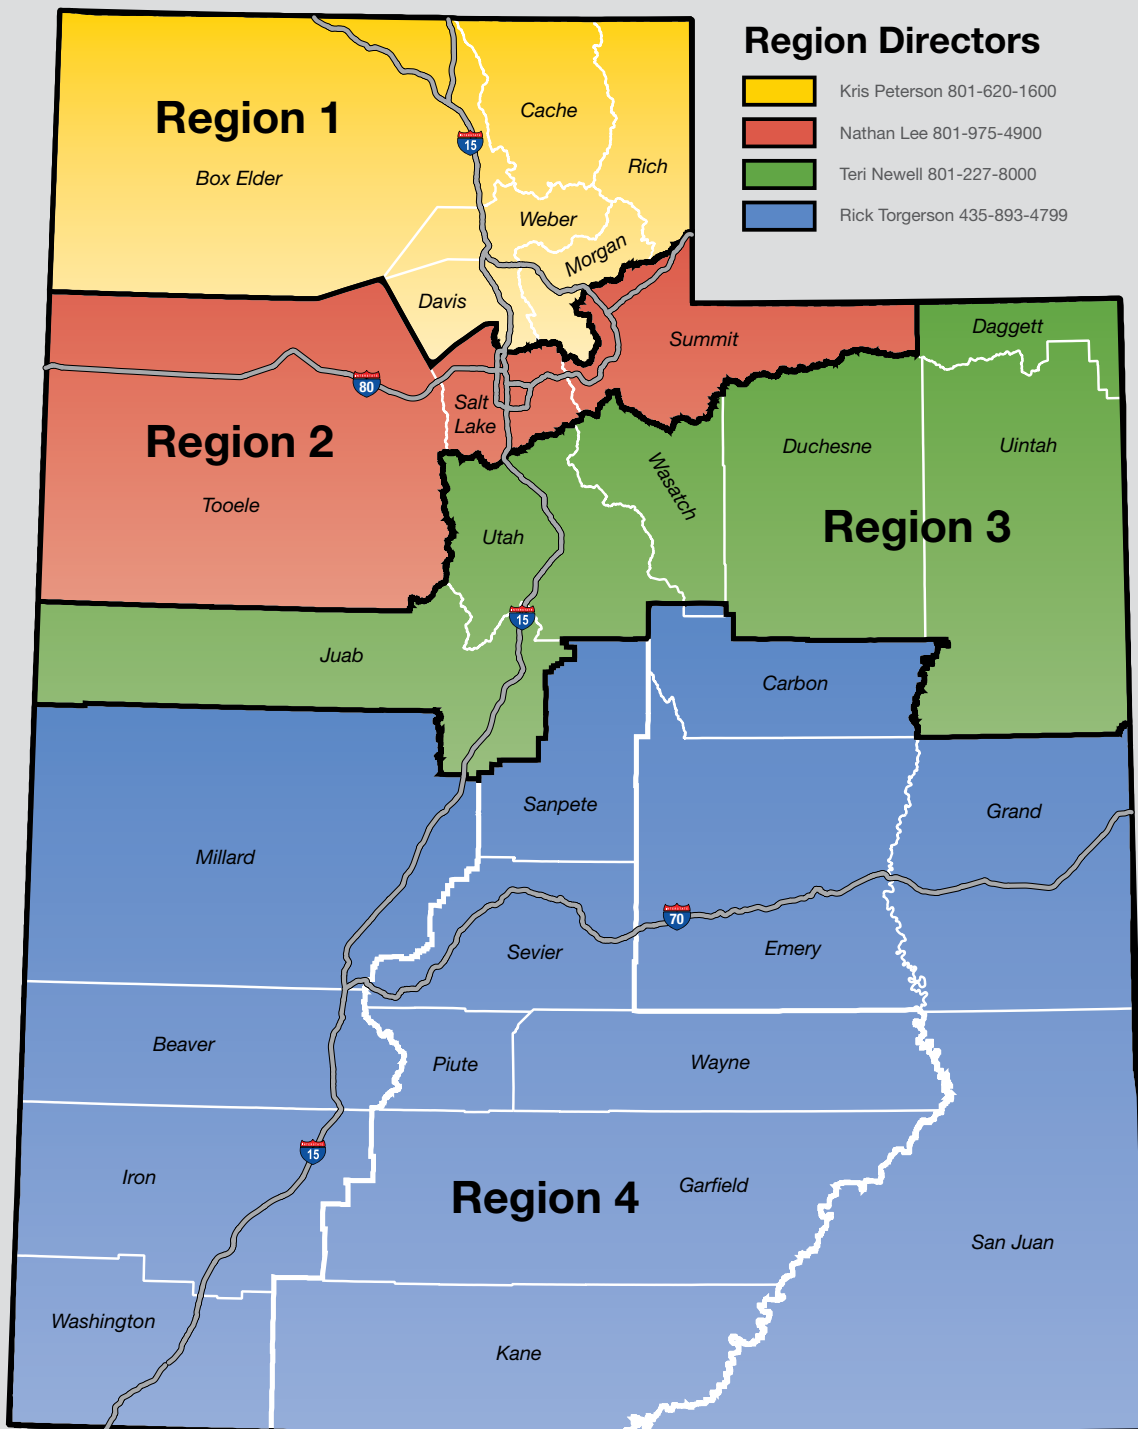 Region Directors
Kris Peterson 801-620-1600
Nathan Lee 801-975-4900
Teri Newell 801-227-8000
Rick Torgerson 435-893-4799
Region 1
Box Elder
15
Cache
Rich
Weber
Morgan
Davis
Summit
Daggett
80
Salt
Lake
Region 2
Tooele
Wasatch
Duchesne
Uintah
Region 3
Utah
15
Juab
Carbon
Sanpete
Grand
Millard
70
Sevier
Emery
Beaver
Piute
Wayne
15
Iron
Region 4
Garfield
San Juan
Washington
Kane